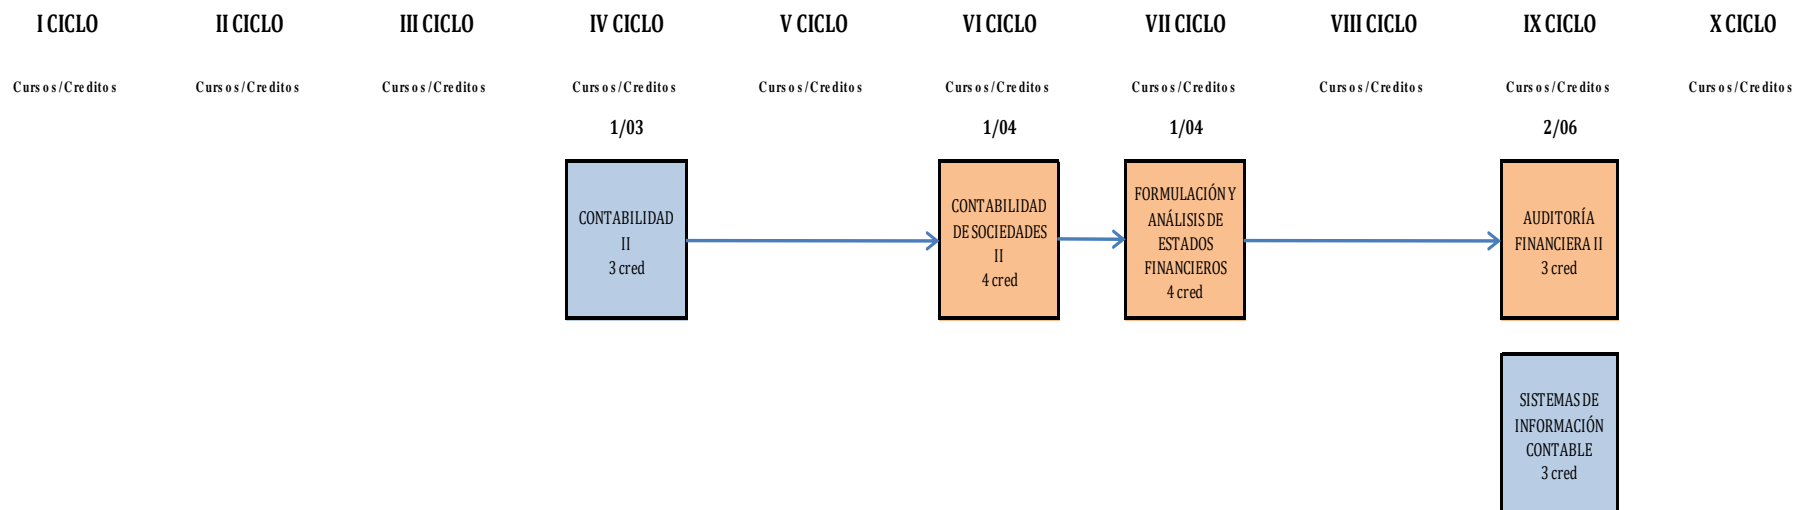 I CICLO II CICLO III CICLO IV CICLO V CICLO VI CICLO VII CICLO VIII CICLO IX CICLO X CICLO
Cursos/Creditos Cursos/Creditos Cursos/Creditos Cursos/Creditos Cursos/Creditos Cursos/Creditos Cursos/Creditos Cursos/Creditos Cursos/Creditos Cursos/Creditos
1/03 1/04 1/04 2/06
CONTABILIDAD
II
3 cred
CONTABILIDAD
DE SOCIEDADES
II
4 cred
FORMULACIÓN Y
ANÁLISIS DE
ESTADOS
FINANCIEROS
4 cred
AUDITORÍA
FINANCIERA II
3 cred
SISTEMAS DE
INFORMACIÓN
CONTABLE
3 cred